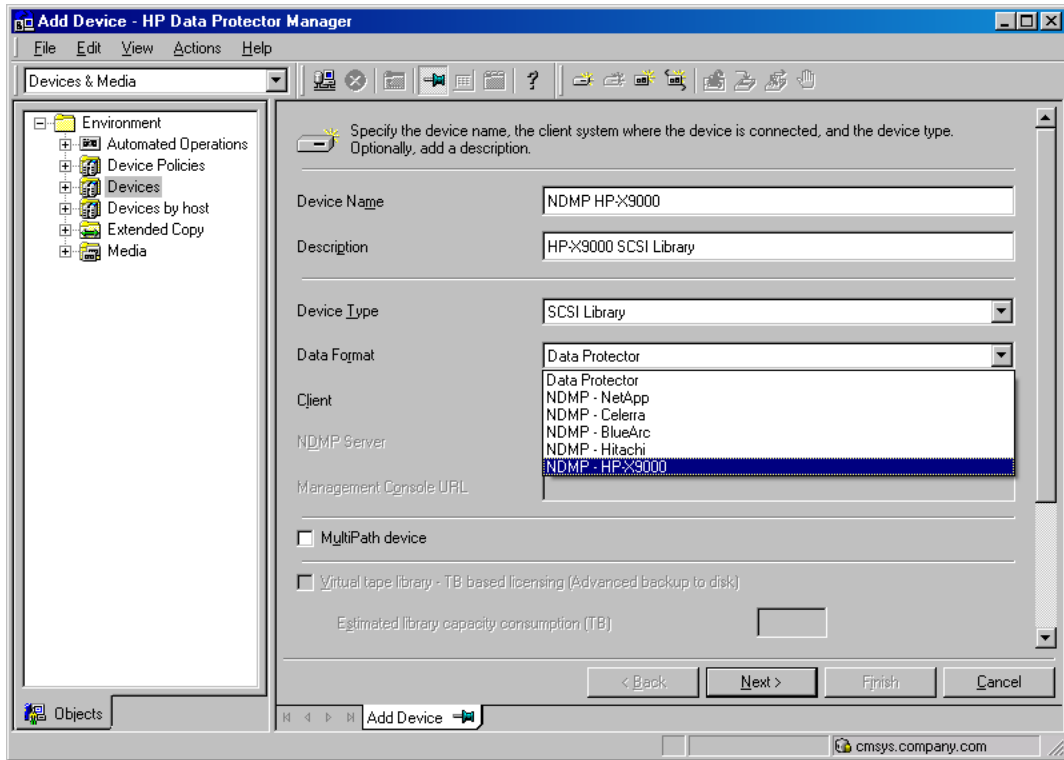 Add Device - HP Data Protector Manager
File Edit View Actions Help
Devices & Media
Environment
Automated Operations
Device Policies
Devices
Devices by host
Extended Copy
Media
Objects
Specify the device name, the client system where the device is connected, and the device type.
Optionally, add a description.
Device Name NDMP HP-X9000
Description HP-X9000 SCSI Library
Device Type SCSI Library
Data Format Data Protector
Data Protector
NDMP - NetApp
Client NDMP - Celerra
NDMP - BlueArc
NDMP Server NDMP - Hitachi
NDMP - HP-X9000
Management Console URL
MultiPath device
Virtual tape library - TB based licensing (Advanced backup to disk)
Estimated library capacity consumption (TB)
< Back Next > Finish Cancel
Add Device
cmsys.company.com